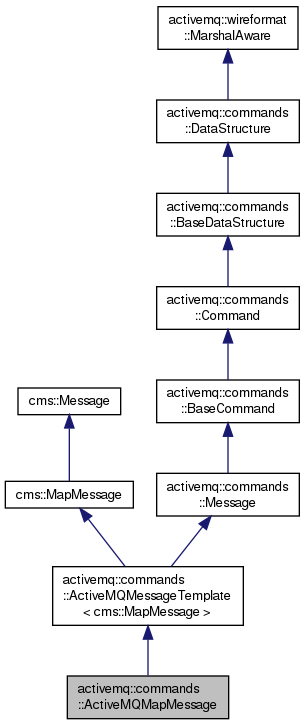 activemq::wireformat
::MarshalAware
activemq::commands
::DataStructure
activemq::commands
::BaseDataStructure
activemq::commands
::Command
activemq::commands
::BaseCommand
cms::Message
cms::MapMessage
activemq::commands
::Message
activemq::commands
::ActiveMQMessageTemplate
< cms::MapMessage >
activemq::commands
::ActiveMQMapMessage